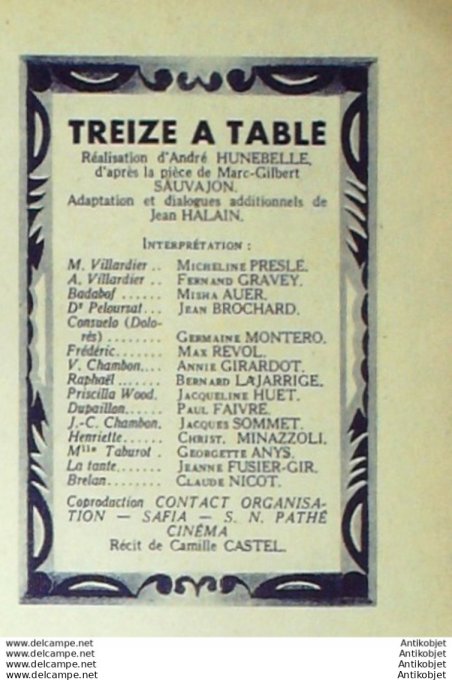 TREIZE A TABLE
Réalisation d'André HUNEBELLE,
d'après la pièce de Marc-Gilbert
SAUVAJON.
Adaptation et dialogues additionnels de
Jean HALAIN.
INTERPRÉTATION :
M. Villardier .. MICHELINE PRESLE.
A. Villardier .. FERNAND GRAVEY.
Badabof ...... MISHA AUER.
Dr Peloursat... JEAN BROCHARD.
Consuelo (Dolo-
rès) ........ GERMAINE MONTERO.
Frédéric....... MAX REVOL.
V. Chambon.... ANNIE GIRARDOT.
Raphaël ....... BERNARD LAJARRIGE.
Priscilla Wood. JACQUELINE HUET.
Dupaillon...... PAUL FAIVRE.
J.-C. Chambon. JACQUES SOMMET.
Henriette...... CHRIST. MINAZZOLI.
Mlle Taburot . GEORGETTE ANYS.
La tante...... JEANNE FUSIER-GIR.
Brelan........ CLAUDE NICOT.
Coproduction CONTACT ORGANISA-
TION — SAFIA — S. N. PATHÉ
CINÉMA
Récit de Camille CASTEL.
www.delcampe.net Antikobjet
www.delcampe.net Antikobjet
www.delcampe.net Antikobjet
www.delcampe.net Antikobjet